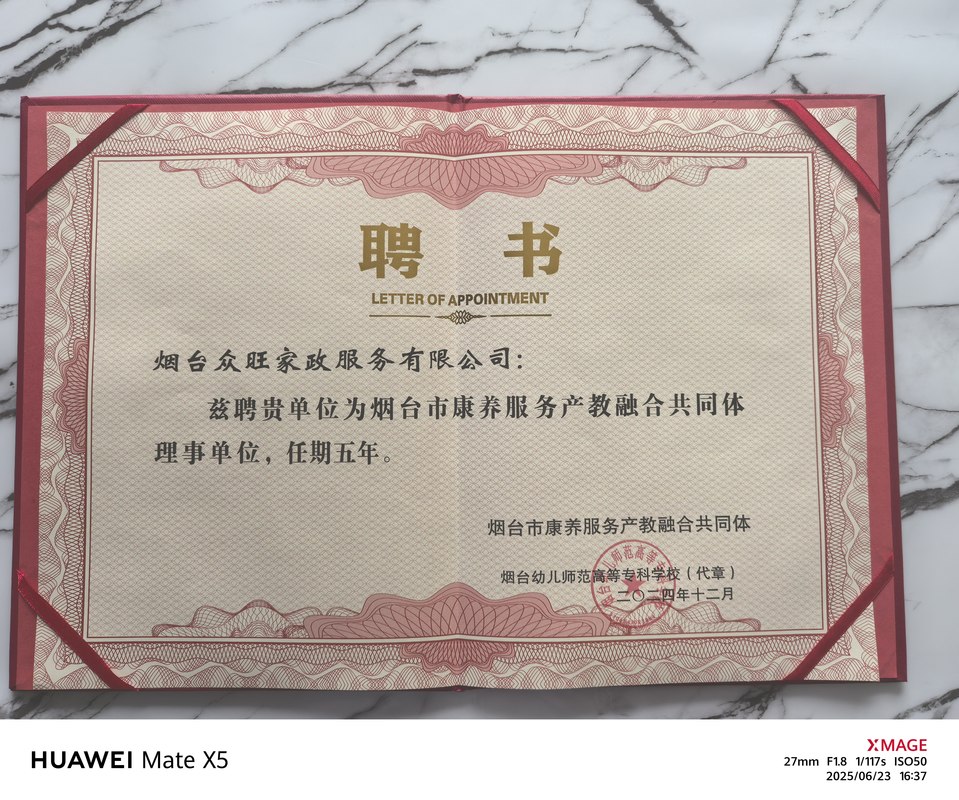 聘 书
LETTER OF APPOINTMENT
烟台众旺家政服务有限公司：
兹聘贵单位为烟台市康养服务产教融合共同体
理事单位，任期五年。
烟台市康养服务产教融合共同体
烟台幼儿师范高等专科学校（代章）
二〇二四年十二月
HUAWEI Mate X5
XMAGE
27mm F1.8 1/117s ISO50
2025/06/23 16:37